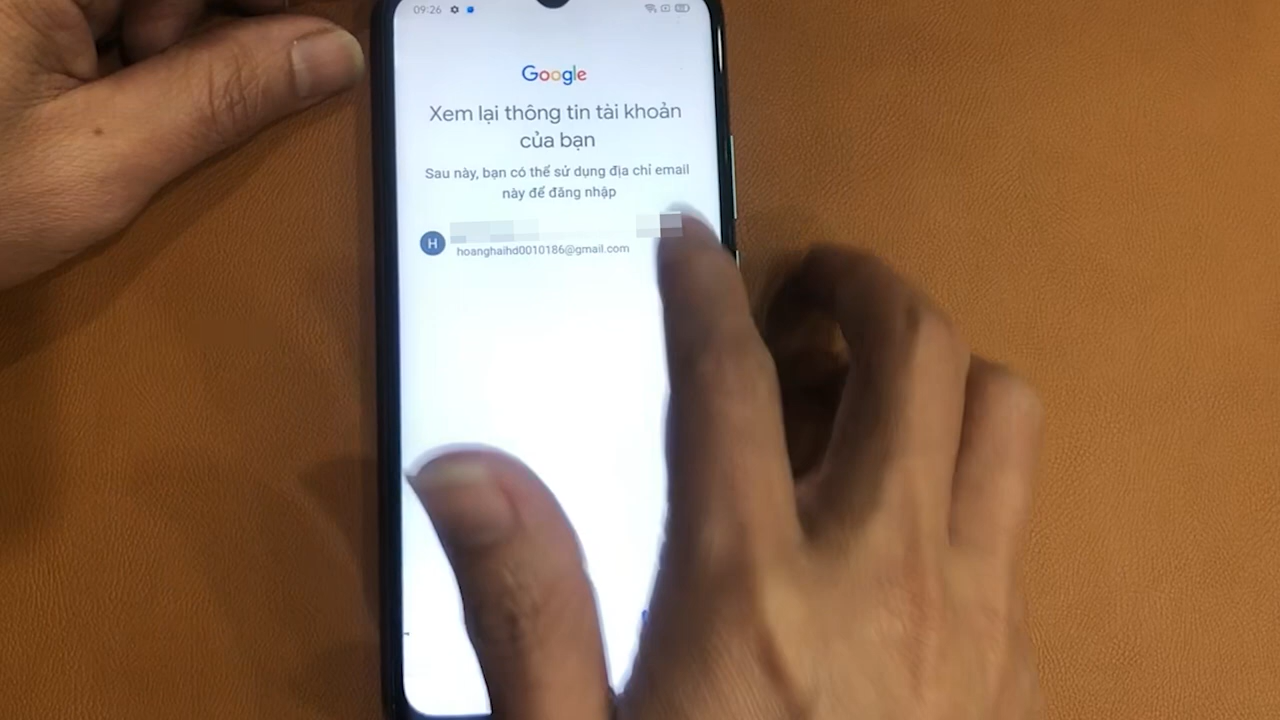 09:26
Google
Xem lại thông tin tài khoản
của bạn
Sau này, bạn có thể sử dụng địa chỉ email
này để đăng nhập
H
hoanghaihd0010186@gmail.com